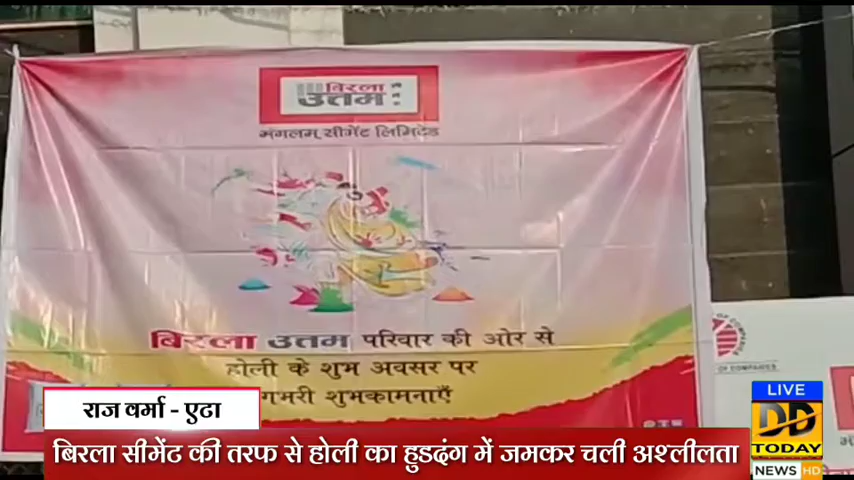 बिरला
उत्तम
मंगलम् सीमेंट लिमिटेड
बिरला उत्तम परिवार की ओर से
होली के शुभ अवसर पर
शुभकामनाएँ
OF COMPANIES
राज वर्मा - एटा
बिरला सीमेंट की तरफ से होली का हुडदंग में जमकर चली अश्लीलता
LIVE
DD
TODAY
NEWS HD